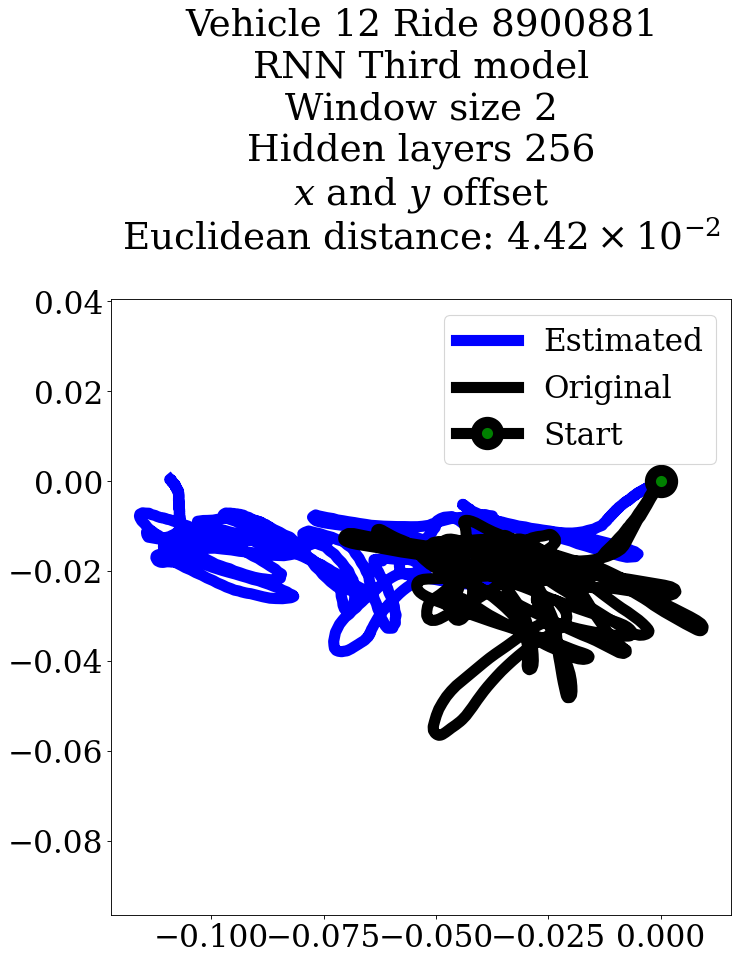 Vehicle 12 Ride 8900881
RNN Third model
Window size 2
Hidden layers 256
x and y offset
Euclidean distance: 4.42 × 10⁻²
0.04
0.02
0.00
−0.02
−0.04
−0.06
−0.08
Estimated
Original
Start
−0.100 −0.075 −0.050 −0.025 0.000